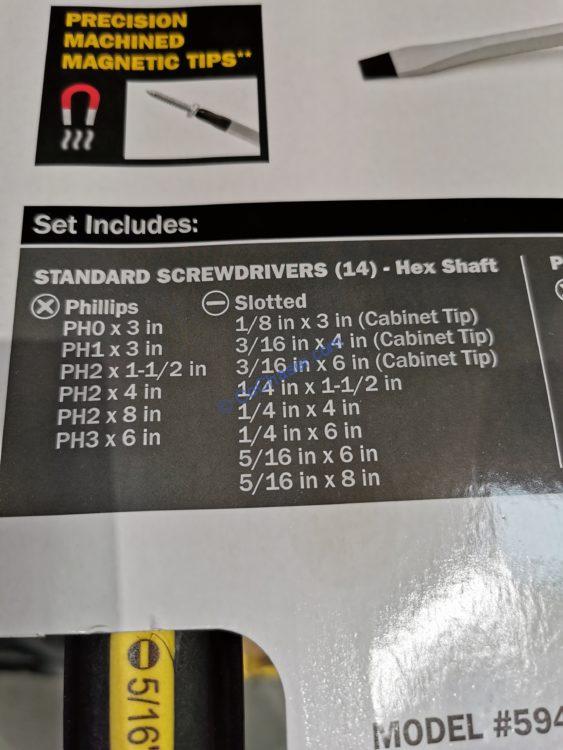 PRECISION
MACHINED
MAGNETIC TIPS**
Set Includes:
STANDARD SCREWDRIVERS (14) - Hex Shaft
Phillips
PH0 x 3 in
PH1 x 3 in
PH2 x 1-1/2 in
PH2 x 4 in
PH2 x 8 in
PH3 x 6 in
Slotted
1/8 in x 3 in (Cabinet Tip)
3/16 in x 4 in (Cabinet Tip)
3/16 in x 6 in (Cabinet Tip)
1/4 in x 1-1/2 in
1/4 in x 4 in
1/4 in x 6 in
5/16 in x 6 in
5/16 in x 8 in
P
5/16"
MODEL #594